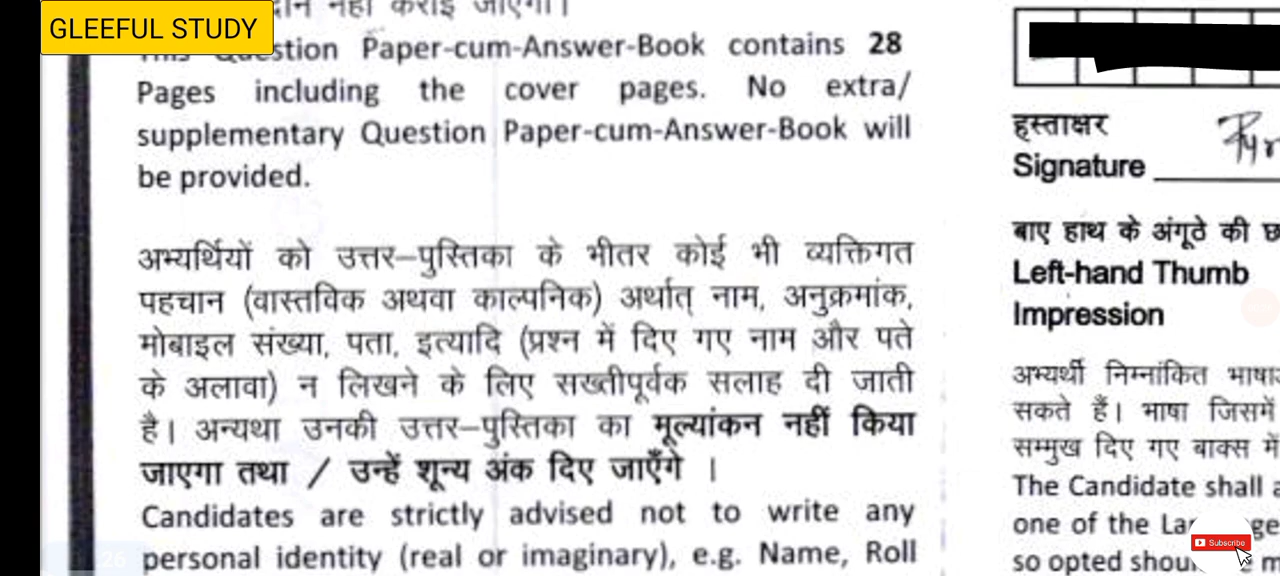 GLEEFUL STUDY
नहीं कराई जाएगी।
This Question Paper-cum-Answer-Book contains 28
Pages including the cover pages. No extra/
supplementary Question Paper-cum-Answer-Book will
be provided.
अभ्यर्थियों को उत्तर–पुस्तिका के भीतर कोई भी व्यक्तिगत
पहचान (वास्तविक अथवा काल्पनिक) अर्थात् नाम, अनुक्रमांक,
मोबाइल संख्या, पता, इत्यादि (प्रश्न में दिए गए नाम और पते
के अलावा) न लिखने के लिए सख्तीपूर्वक सलाह दी जाती
है। अन्यथा उनकी उत्तर–पुस्तिका का मूल्यांकन नहीं किया
जाएगा तथा / उन्हें शून्य अंक दिए जाएँगे ।
Candidates are strictly advised not to write any
personal identity (real or imaginary), e.g. Name, Roll
26
हस्ताक्षर
Signature
बाए हाथ के अंगूठे की
Left-hand Thumb
Impression
अभ्यर्थी निम्नांकित
सकते हैं। भाषा जिसमें
सम्मुख दिए गए बाक्स में
The Candidate shall
one of the
so opted
Subscribe